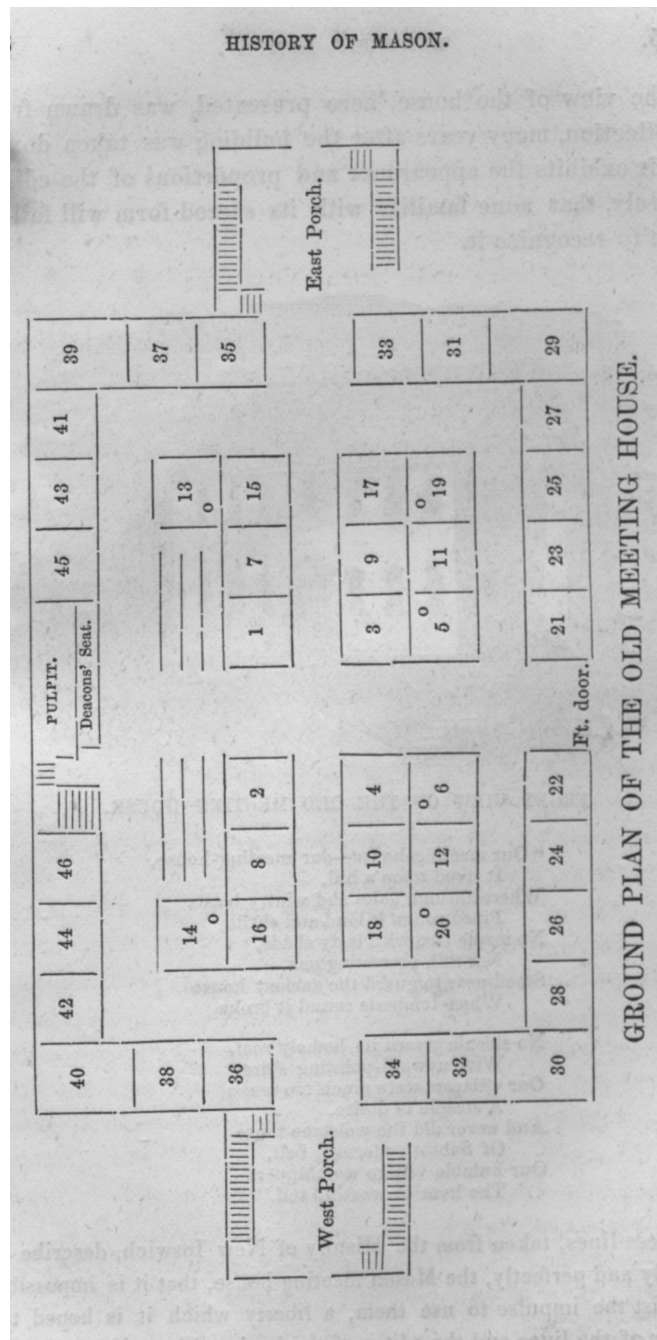 HISTORY OF MASON.
40 42 44 46 PULPIT. 45 43 41 39
Deacons' Seat.
38 14 13 37
36 16 8 2 1 7 15 35
West Porch. East Porch.
34 18 10 4 3 9 17 33
32 20 12 6 5 11 19 31
30 28 26 24 22 21 23 25 27 29
Ft. door.
GROUND PLAN OF THE OLD MEETING HOUSE.